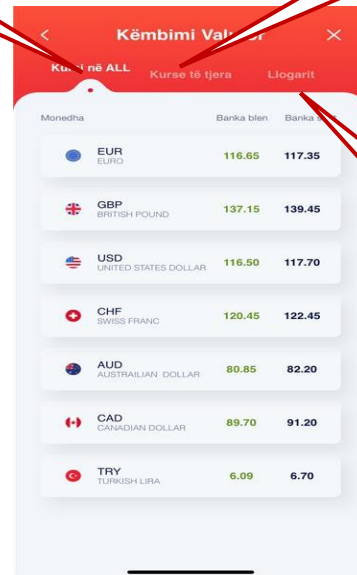 Këmbimi Valutor
Kursi në ALL Kurse të tjera Llogarit
Monedha Banka blen Banka
EUR 116.65 117.35
EURO
GBP 137.15 139.45
BRITISH POUND
USD 116.50 117.70
UNITED STATES DOLLAR
CHF 120.45 122.45
SWISS FRANC
AUD 80.85 82.20
AUSTRAILIAN DOLLAR
CAD 89.70 91.20
CANADIAN DOLLAR
TRY 6.09 6.70
TURKISH LIRA